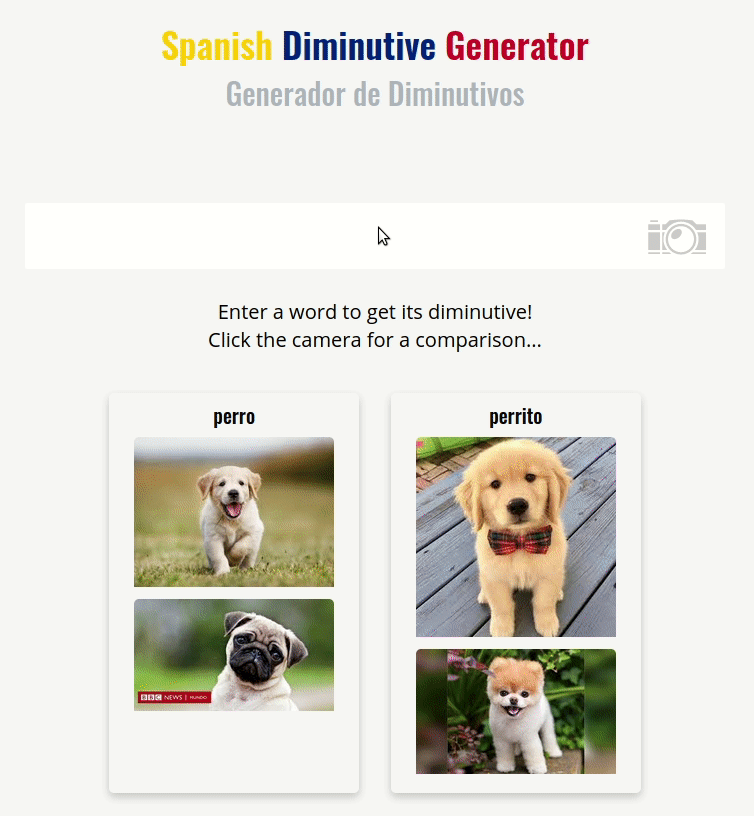 Spanish Diminutive Generator
Generador de Diminutivos
Enter a word to get its diminutive!
Click the camera for a comparison...
perro
perrito
BBC NEWS | MUNDO